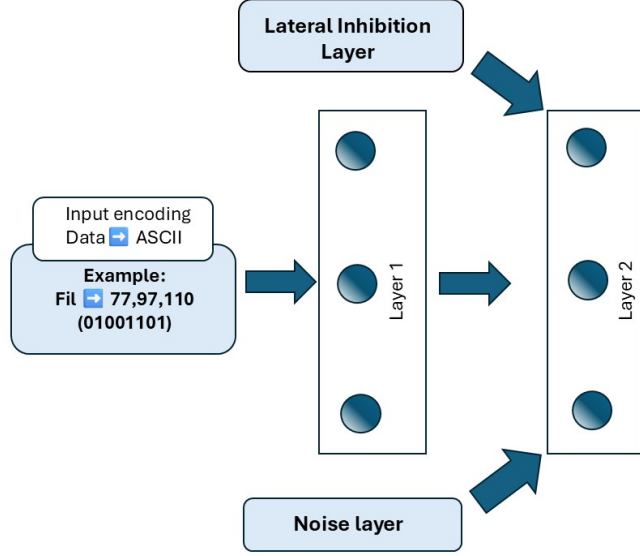 Lateral Inhibition
Layer
Input encoding
Data ➡ ASCII
Example:
Fil ➡ 77,97,110
(01001101)
Layer 1
Layer 2
Noise layer